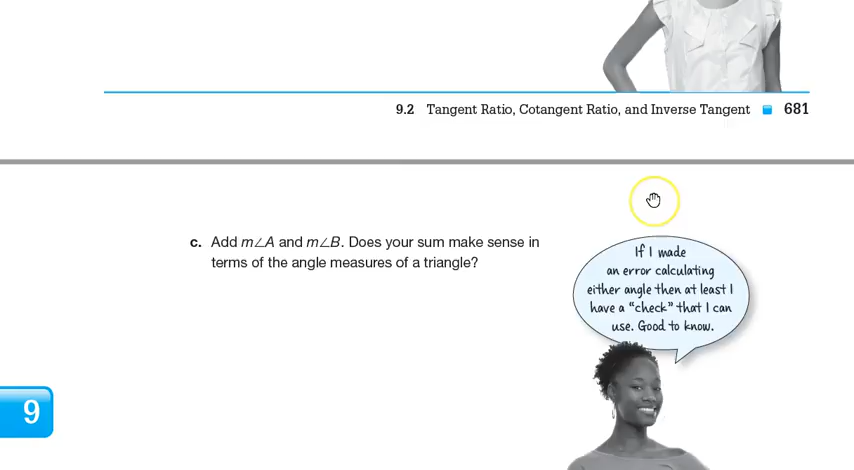 9.2 Tangent Ratio, Cotangent Ratio, and Inverse Tangent 681
c. Add m∠A and m∠B. Does your sum make sense in
terms of the angle measures of a triangle?
If I made
an error calculating
either angle then at least I
have a “check” that I can
use. Good to know.
9